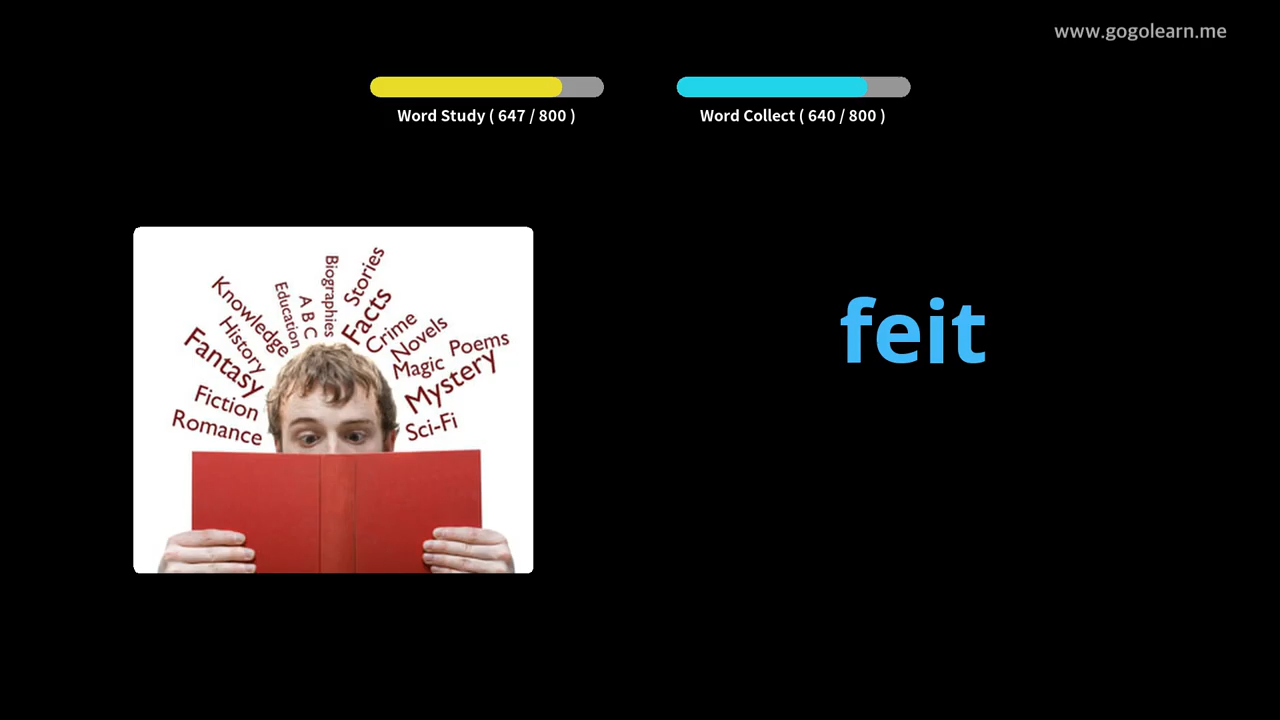 www.gogolearn.me
Word Study ( 647 / 800 )
Word Collect ( 640 / 800 )
feit
Biographies
Stories
Education
A B C
Facts
Knowledge
Crime
History
Novels
Poems
Fantasy
Magic
Mystery
Fiction
Romance
Sci-Fi